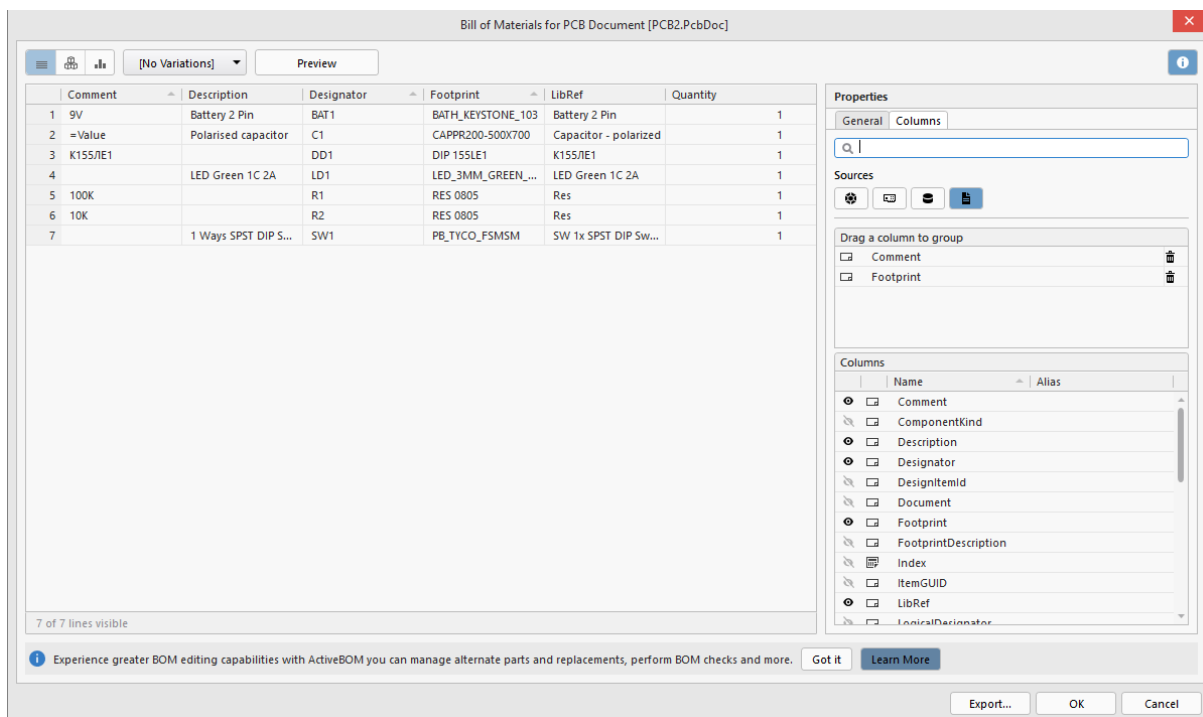 Bill of Materials for PCB Document [PCB2.PcbDoc]
[No Variations] Preview
Comment Description Designator Footprint LibRef Quantity
1 9V Battery 2 Pin BAT1 BATH_KEYSTONE_103 Battery 2 Pin 1
2 =Value Polarised capacitor C1 CAPPR200-500X700 Capacitor - polarized 1
3 К155ЛЕ1 DD1 DIP 155LE1 К155ЛЕ1 1
4 LED Green 1C 2A LD1 LED_3MM_GREEN_... LED Green 1C 2A 1
5 100K R1 RES 0805 Res 1
6 10K R2 RES 0805 Res 1
7 1 Ways SPST DIP S... SW1 PB_TYCO_FSMSM SW 1x SPST DIP Sw... 1
7 of 7 lines visible
Properties
General Columns
Sources
Drag a column to group
Comment
Footprint
Columns
Name Alias
Comment
ComponentKind
Description
Designator
DesignItemId
Document
Footprint
FootprintDescription
Index
ItemGUID
LibRef
LogicalDesignator
Experience greater BOM editing capabilities with ActiveBOM you can manage alternate parts and replacements, perform BOM checks and more. Got it Learn More
Export... OK Cancel